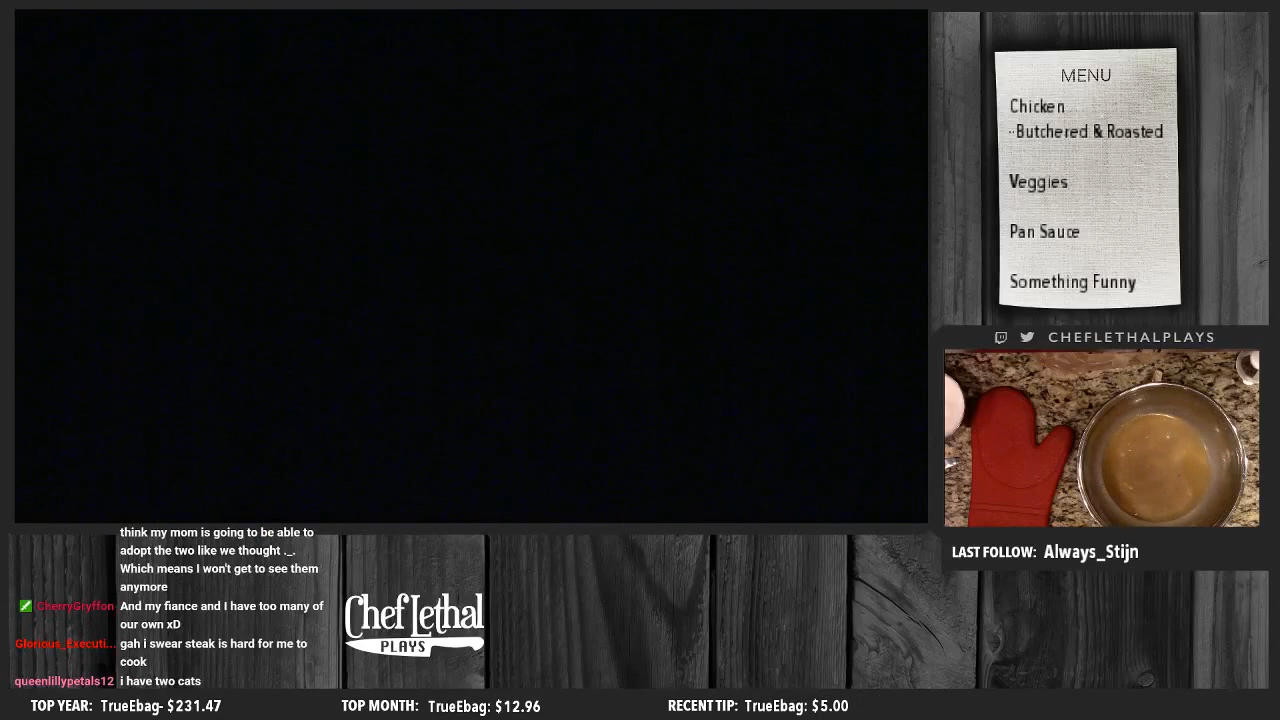 MENU
Chicken
- Butchered & Roasted
Veggies
Pan Sauce
Something Funny
CHEFLETHALPLAYS
LAST FOLLOW: Always_Stijn
think my mom is going to be able to
adopt the two like we thought ._.
Which means I won't get to see them
anymore
CherryGryffon And my fiance and I have too many of
our own xD
Glorious_Executi... gah i swear steak is hard for me to
cook
queenlillypetals12 i have two cats
Chef Lethal
PLAYS
TOP YEAR: TrueEbag- $231.47
TOP MONTH: TrueEbag: $12.96
RECENT TIP: TrueEbag: $5.00